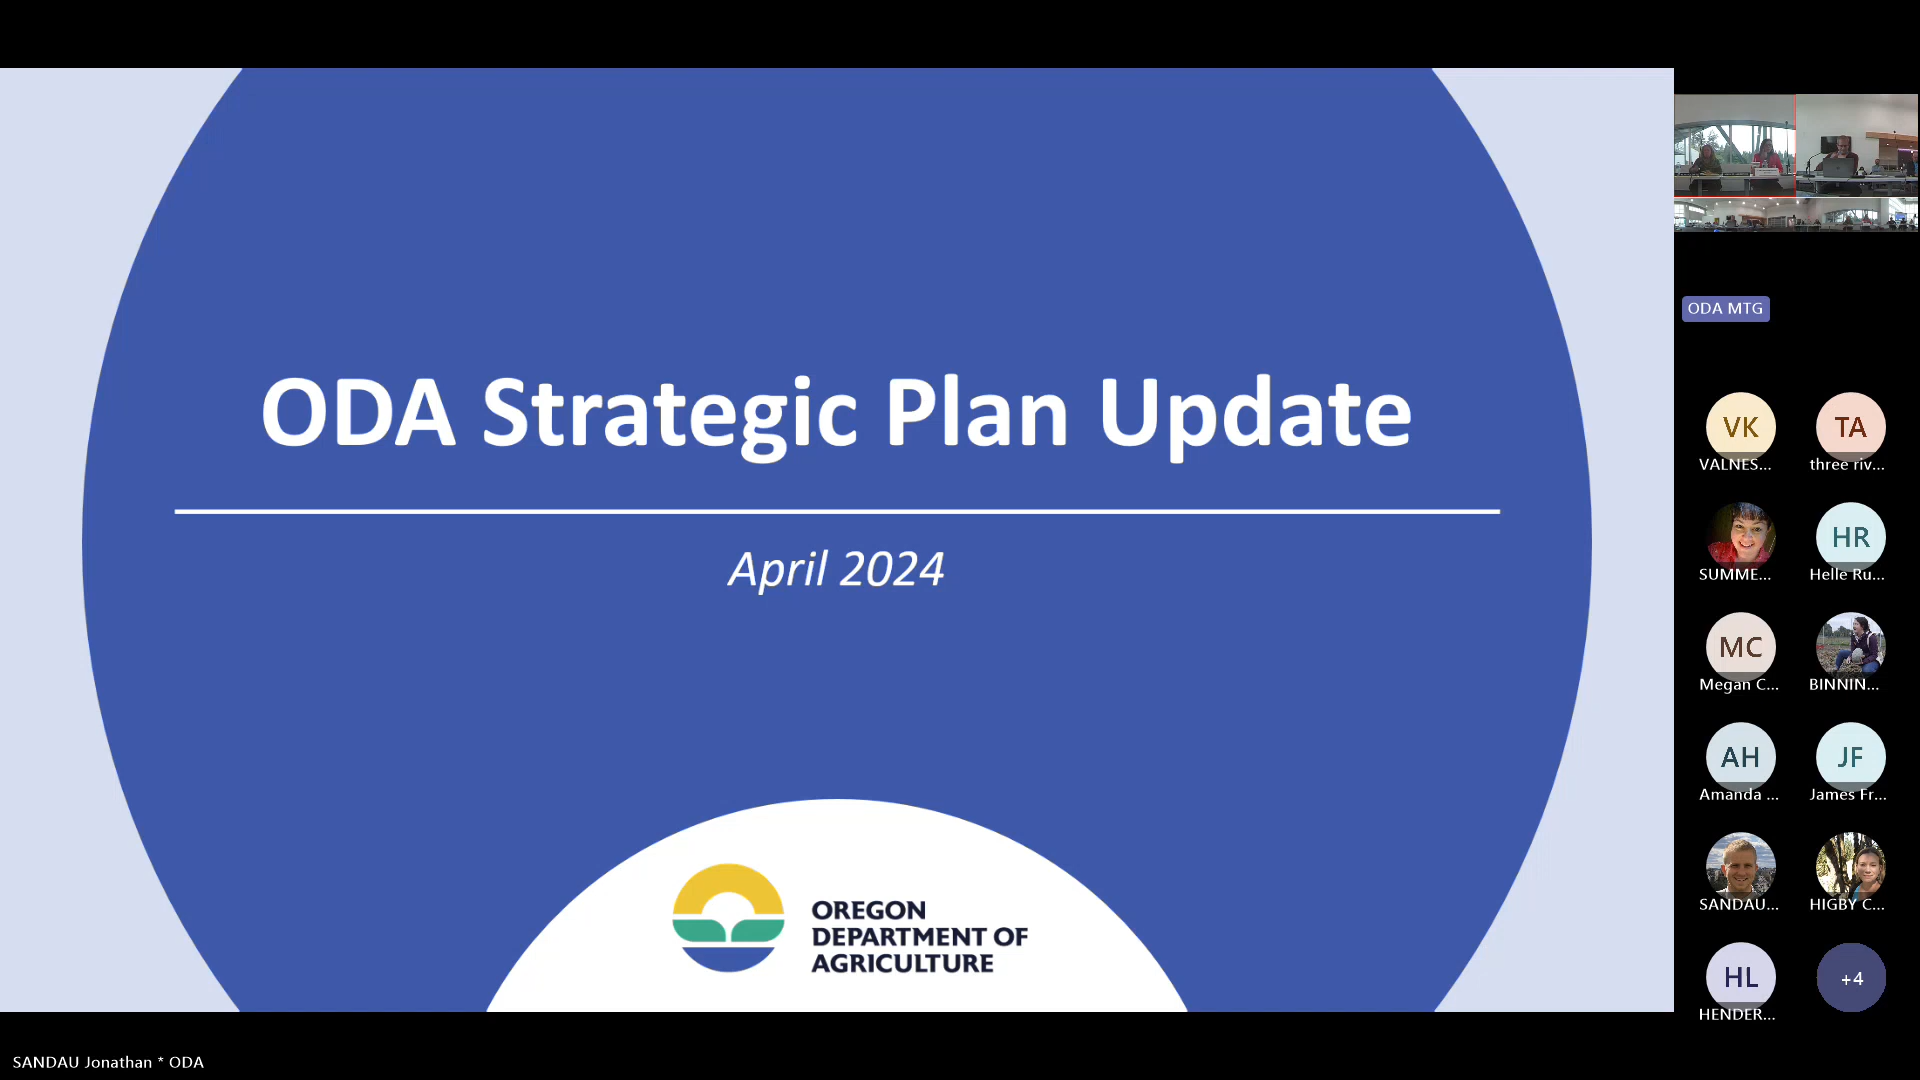 ODA Strategic Plan Update
April 2024
OREGON
DEPARTMENT OF
AGRICULTURE
ODA MTG
VK
VALNES...
TA
three riv...
SUMME...
HR
Helle Ru...
MC
Megan C...
BINNIN...
AH
Amanda ...
JF
James Fr...
SANDAU...
HIGBY C...
HL
HENDER...
+4
SANDAU Jonathan * ODA